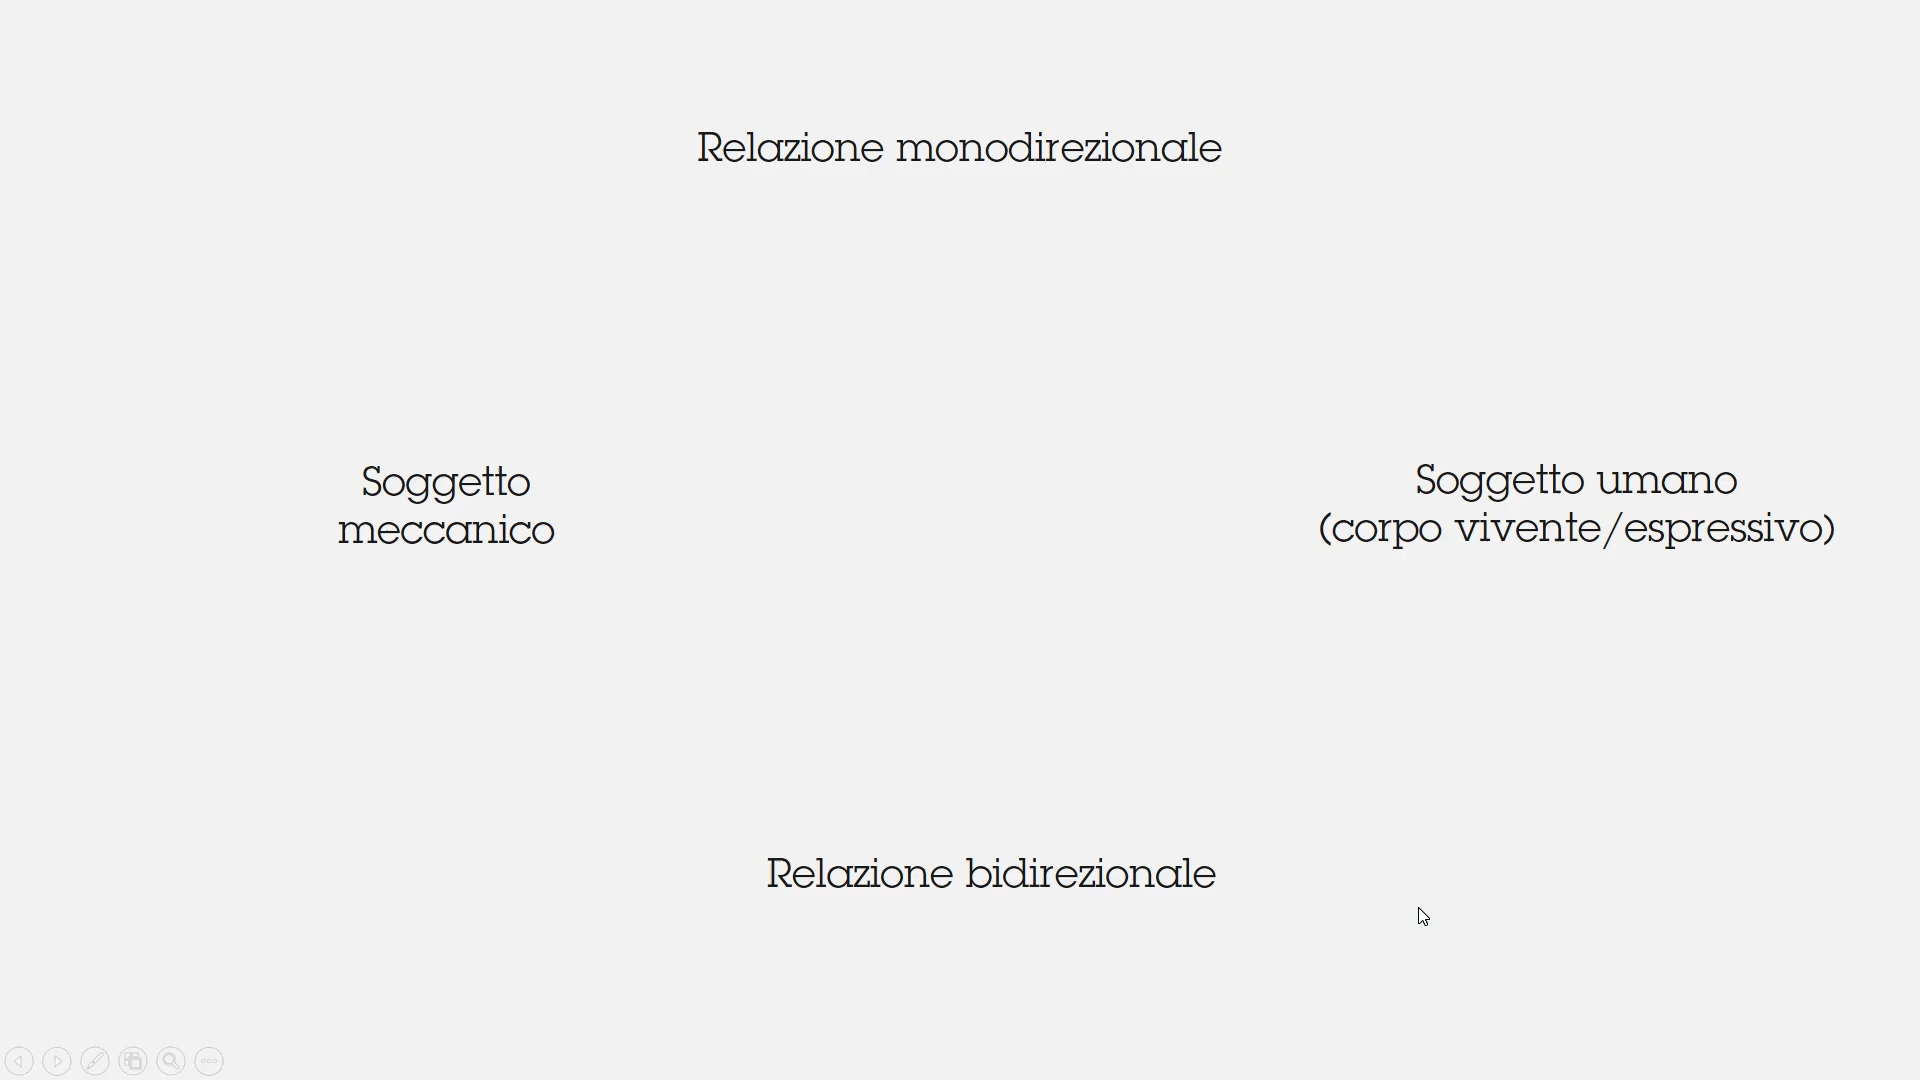 Relazione monodirezionale
Soggetto
meccanico
Soggetto umano
(corpo vivente/espressivo)
Relazione bidirezionale